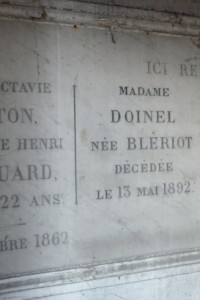 ICI RE
CTAVIE
TON.
E HENRI
UARD,
22 ANS
BRE 1862
MADAME
DOINEL
NÉE BLÉRIOT
DÉCÉDÉE
LE 13 MAI 1892.